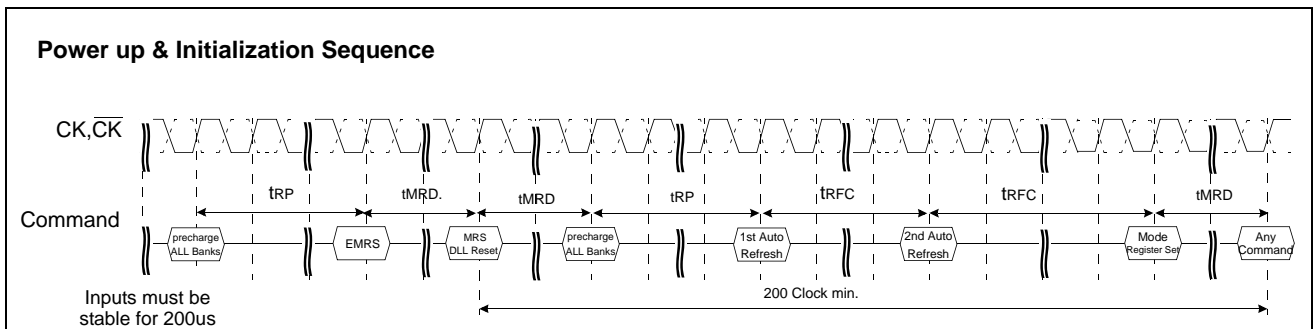 Power up & Initialization Sequence
CK,CK
tRP
tMRD.
tMRD
tRP
tRFC
tRFC
tMRD
Command
precharge
ALL Banks
EMRS
MRS
DLL Reset
precharge
ALL Banks
1st Auto
Refresh
2nd Auto
Refresh
Mode
Register Set
Any
Command
200 Clock min.
Inputs must be
stable for 200us